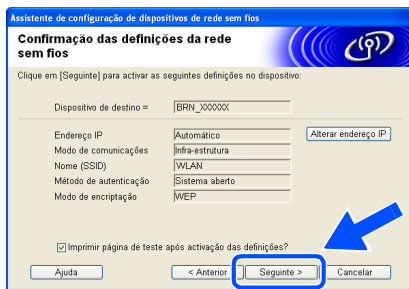 Assistente de configuração de dispositivos de rede sem fios
Confirmação das definições da rede
sem fios
Clique em [Seguinte] para activar as seguintes definições no dispositivo:
Dispositivo de destino = BRN_XXXXXX
Endereço IP Automático Alterar endereço IP
Modo de comunicações Infra-estrutura
Nome (SSID) WLAN
Método de autenticação Sistema aberto
Modo de encriptação WEP
Imprimir página de teste após activação das definições?
Ajuda < Anterior Seguinte > Cancelar